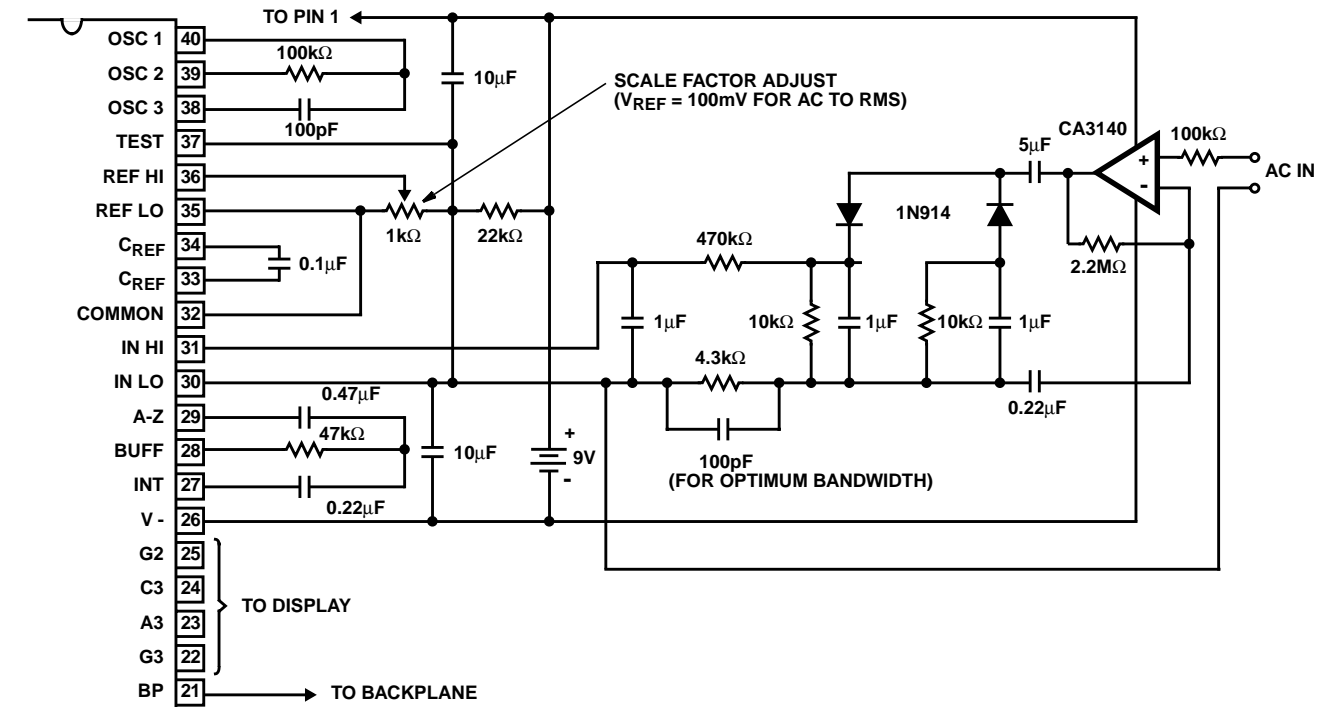 TO PIN 1
OSC 1 40
100kΩ
OSC 2 39
10μF
SCALE FACTOR ADJUST
(VREF = 100mV FOR AC TO RMS)
OSC 3 38
100pF
TEST 37
CA3140
100kΩ
5μF
+
-
AC IN
REF HI 36
REF LO 35
1kΩ
22kΩ
1N914
470kΩ
2.2MΩ
CREF 34
0.1μF
CREF 33
COMMON 32
1μF
10kΩ
1μF
10kΩ
1μF
IN HI 31
4.3kΩ
IN LO 30
0.47μF
0.22μF
A-Z 29
47kΩ
BUFF 28
10μF
+
9V
-
100pF
(FOR OPTIMUM BANDWIDTH)
INT 27
0.22μF
V - 26
G2 25
C3 24
TO DISPLAY
A3 23
G3 22
BP 21
TO BACKPLANE